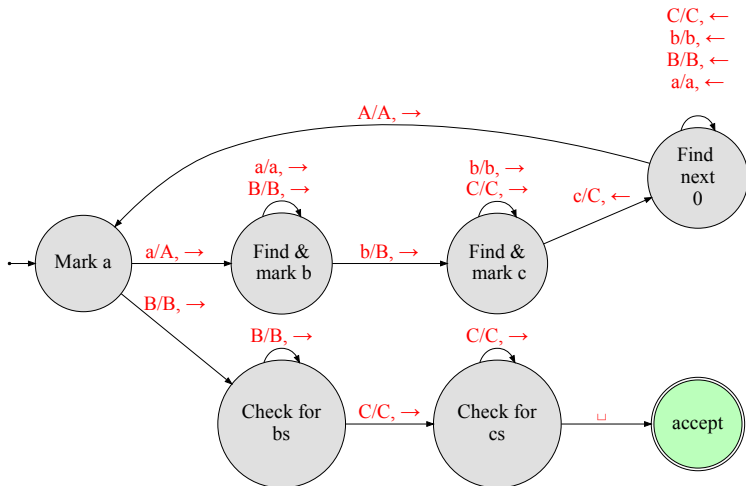 C/C, ←
b/b, ←
B/B, ←
a/a, ←
A/A, →
Find
next
0
a/a, →
B/B, →
b/b, →
C/C, →
c/C, ←
Mark a
a/A, →
Find &
mark b
b/B, →
Find &
mark c
B/B, →
B/B, →
C/C, →
Check for
bs
C/C, →
Check for
cs
␣
accept